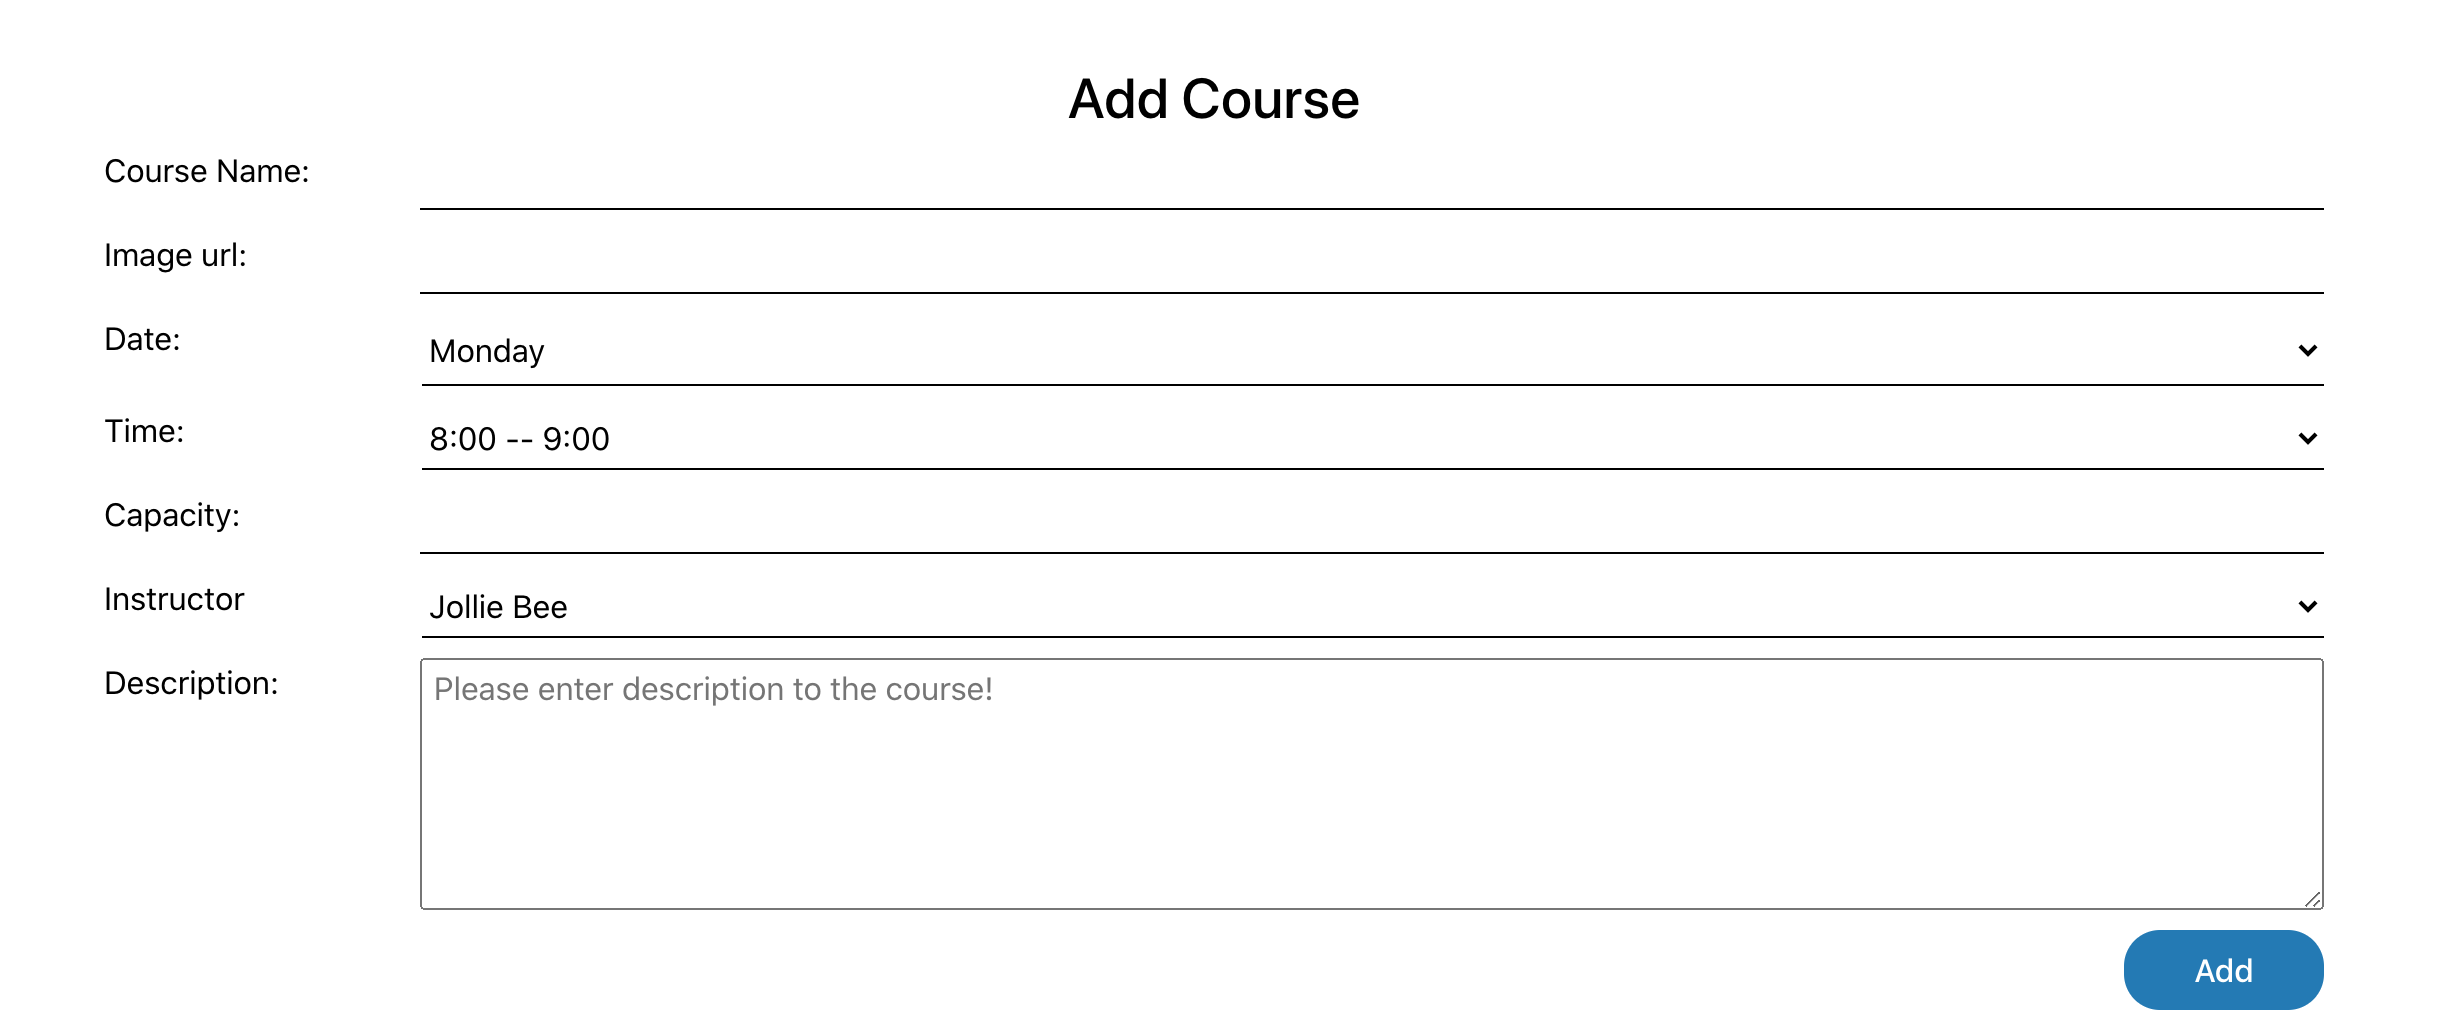 Add Course
Course Name:
Image url:
Date:
Monday
Time:
8:00 -- 9:00
Capacity:
Instructor
Jollie Bee
Description:
Please enter description to the course!
Add